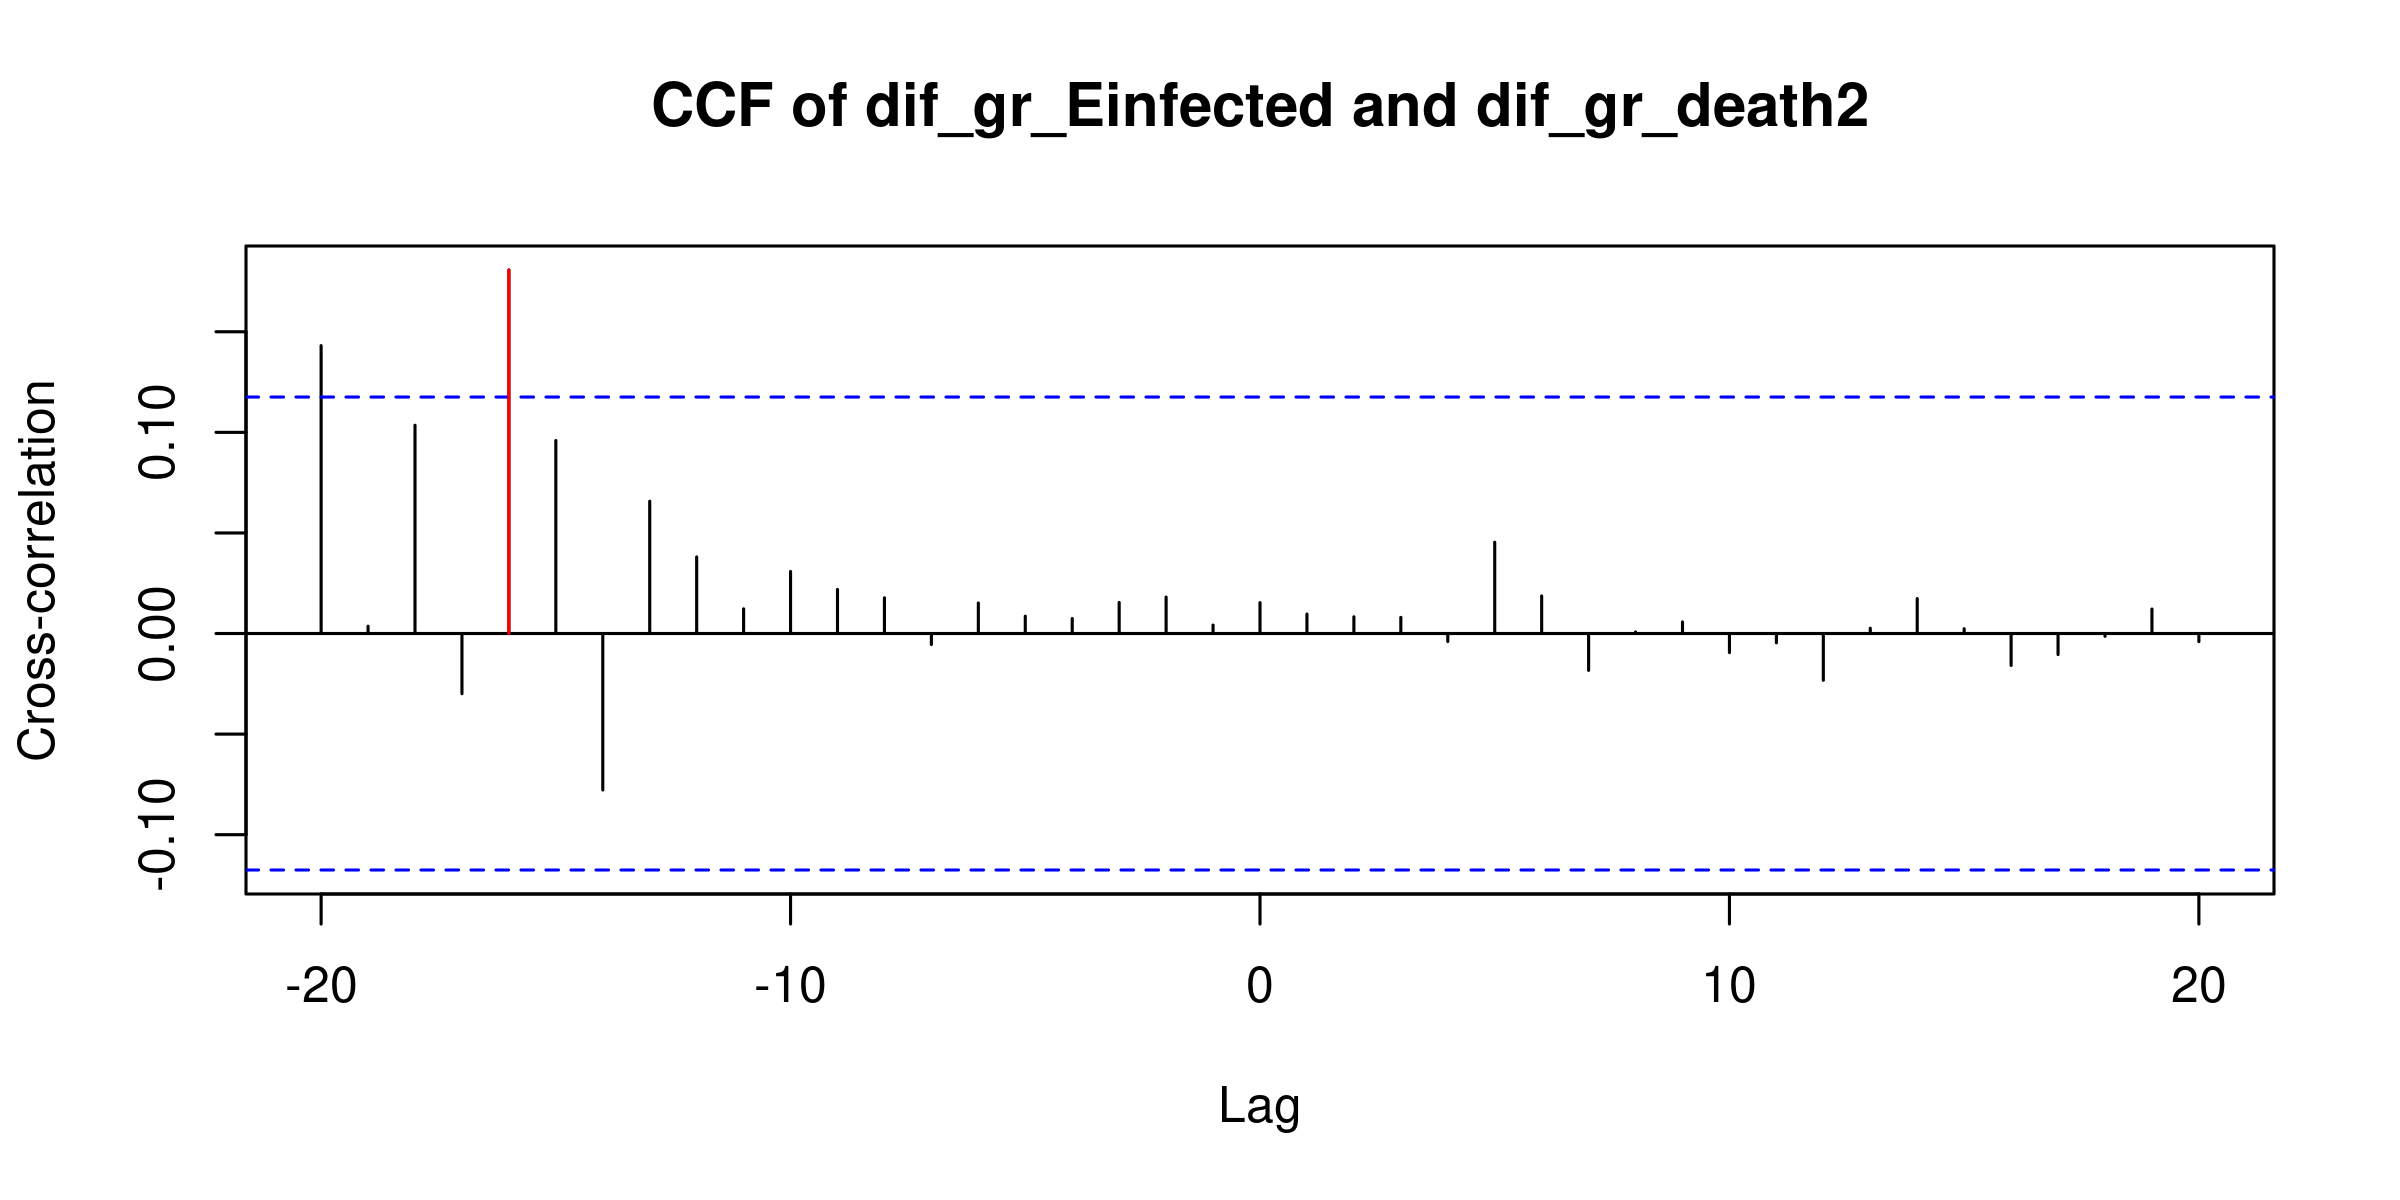 CCF of dif_gr_Einfected and dif_gr_death2
Cross-correlation
0.10
0.00
-0.10
-20 -10 0 10 20
Lag